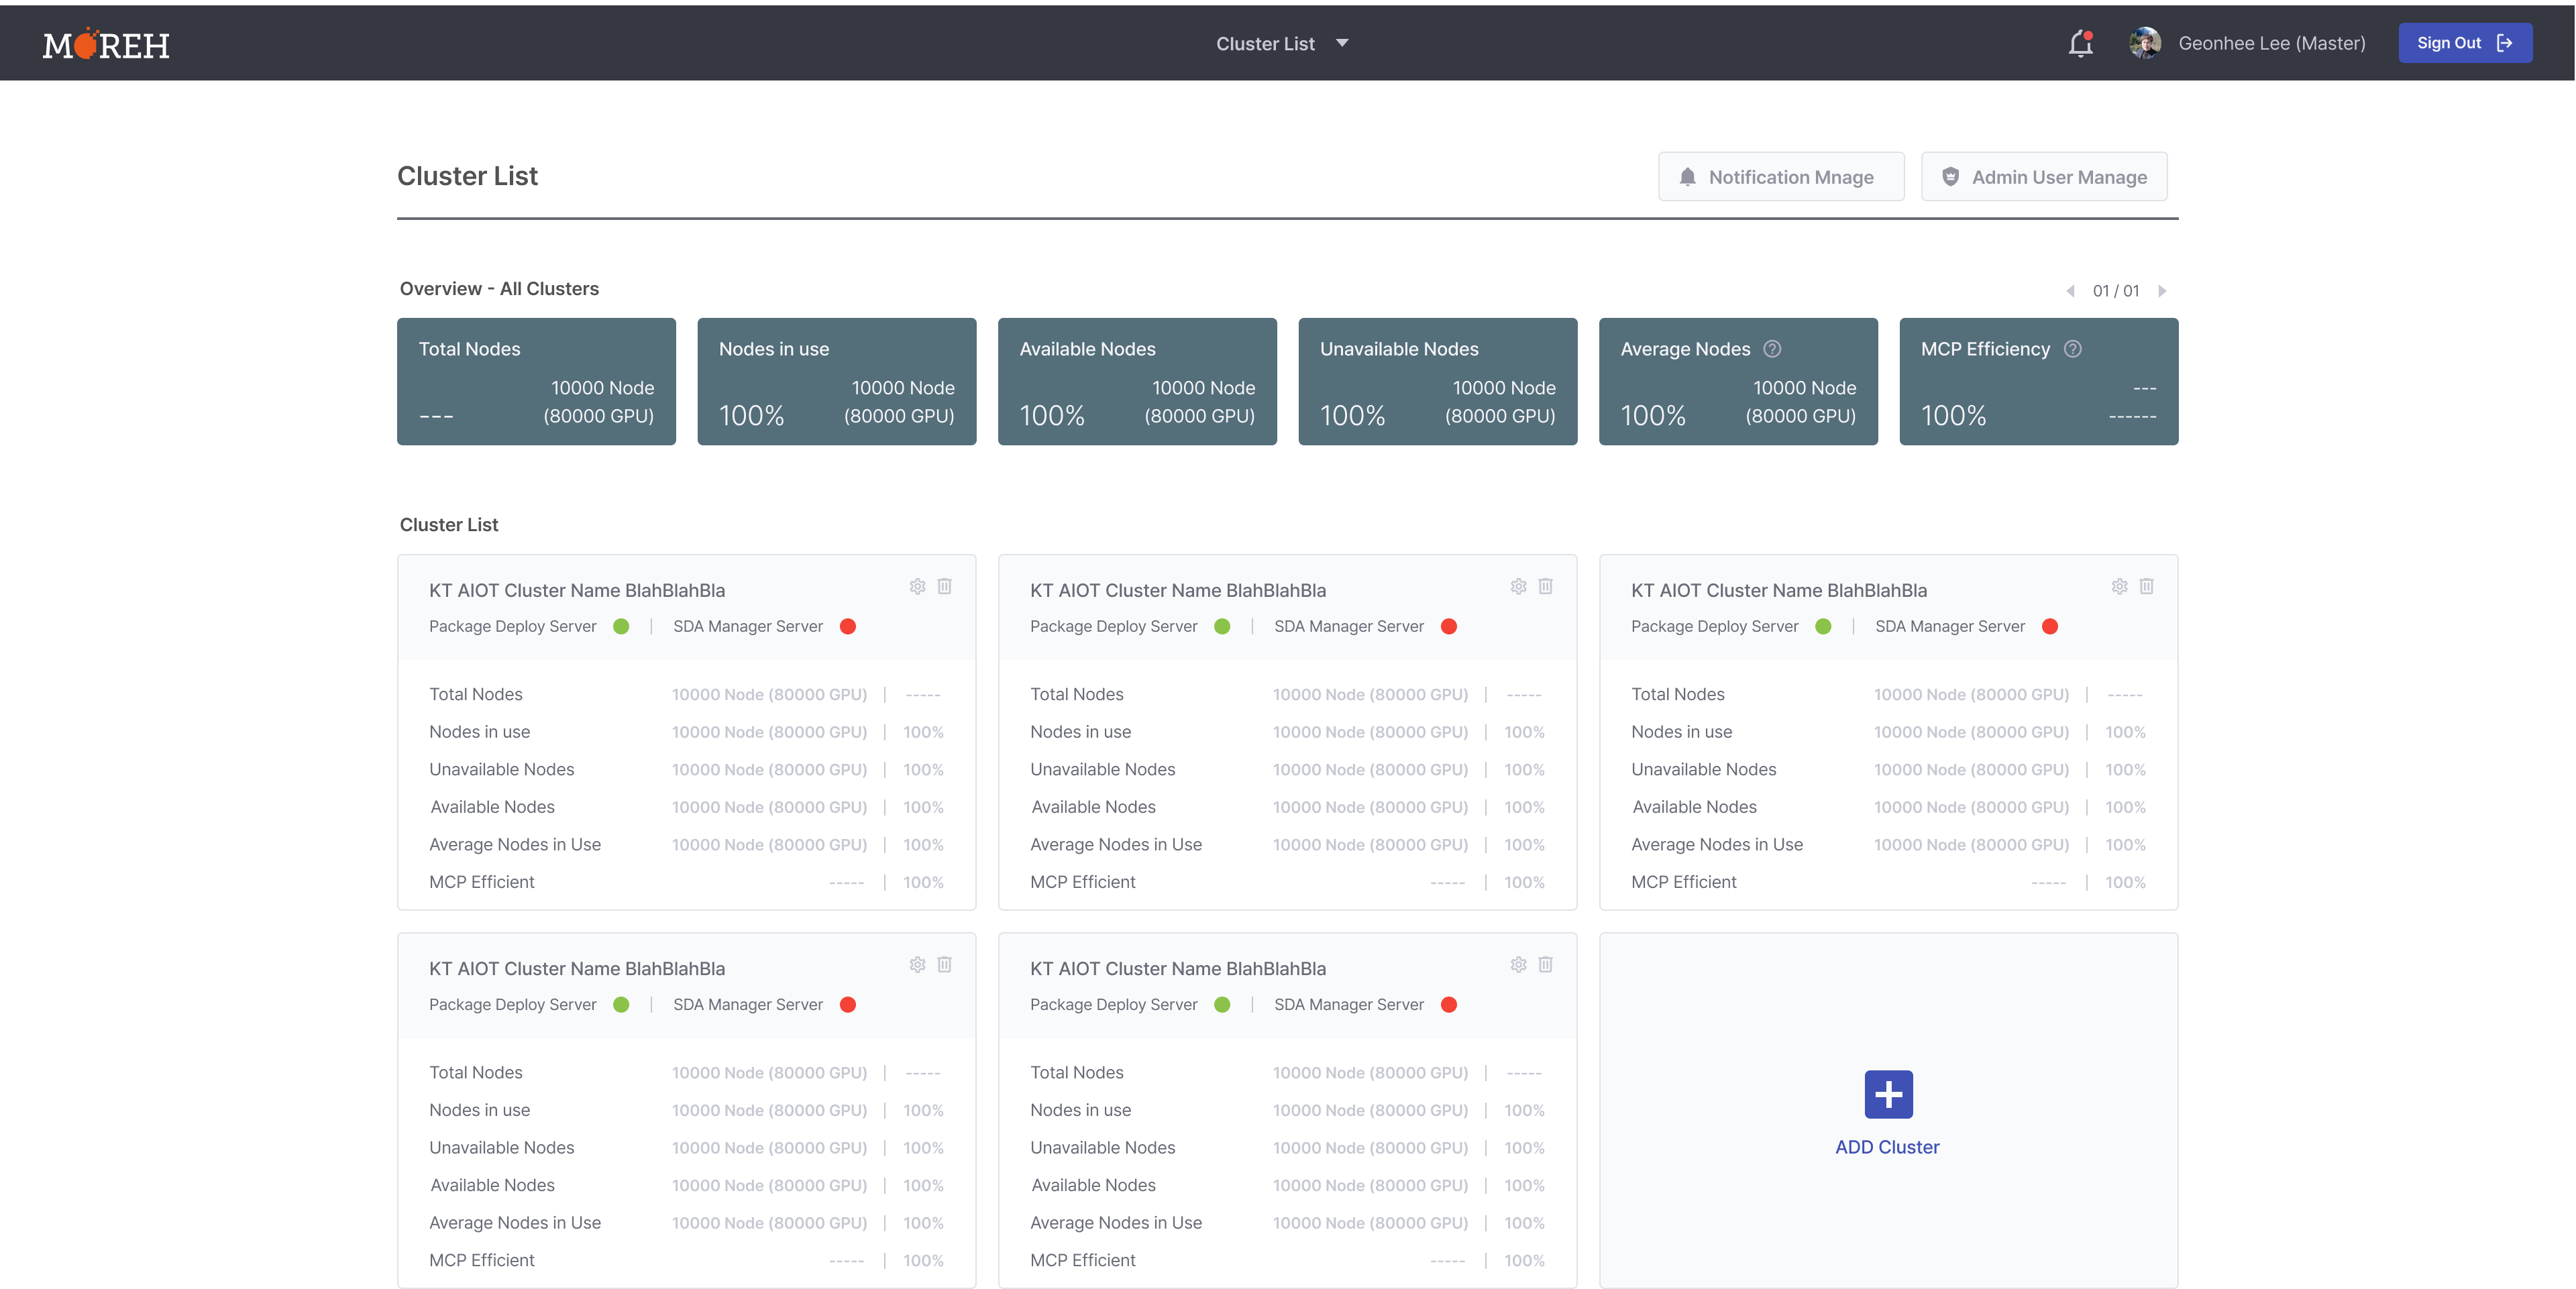 MOREH
Cluster List
Geonhee Lee (Master)
Sign Out
Cluster List
Notification Mnage
Admin User Manage
Overview - All Clusters
01 / 01
Total Nodes
10000 Node
--- (80000 GPU)
Nodes in use
10000 Node
100% (80000 GPU)
Available Nodes
10000 Node
100% (80000 GPU)
Unavailable Nodes
10000 Node
100% (80000 GPU)
Average Nodes ?
10000 Node
100% (80000 GPU)
MCP Efficiency ?
---
100% ------
Cluster List
KT AIOT Cluster Name BlahBlahBla
Package Deploy Server | SDA Manager Server
Total Nodes 10000 Node (80000 GPU) | -----
Nodes in use 10000 Node (80000 GPU) | 100%
Unavailable Nodes 10000 Node (80000 GPU) | 100%
Available Nodes 10000 Node (80000 GPU) | 100%
Average Nodes in Use 10000 Node (80000 GPU) | 100%
MCP Efficient ----- | 100%
KT AIOT Cluster Name BlahBlahBla
Package Deploy Server | SDA Manager Server
Total Nodes 10000 Node (80000 GPU) | -----
Nodes in use 10000 Node (80000 GPU) | 100%
Unavailable Nodes 10000 Node (80000 GPU) | 100%
Available Nodes 10000 Node (80000 GPU) | 100%
Average Nodes in Use 10000 Node (80000 GPU) | 100%
MCP Efficient ----- | 100%
KT AIOT Cluster Name BlahBlahBla
Package Deploy Server | SDA Manager Server
Total Nodes 10000 Node (80000 GPU) | -----
Nodes in use 10000 Node (80000 GPU) | 100%
Unavailable Nodes 10000 Node (80000 GPU) | 100%
Available Nodes 10000 Node (80000 GPU) | 100%
Average Nodes in Use 10000 Node (80000 GPU) | 100%
MCP Efficient ----- | 100%
KT AIOT Cluster Name BlahBlahBla
Package Deploy Server | SDA Manager Server
Total Nodes 10000 Node (80000 GPU) | -----
Nodes in use 10000 Node (80000 GPU) | 100%
Unavailable Nodes 10000 Node (80000 GPU) | 100%
Available Nodes 10000 Node (80000 GPU) | 100%
Average Nodes in Use 10000 Node (80000 GPU) | 100%
MCP Efficient ----- | 100%
KT AIOT Cluster Name BlahBlahBla
Package Deploy Server | SDA Manager Server
Total Nodes 10000 Node (80000 GPU) | -----
Nodes in use 10000 Node (80000 GPU) | 100%
Unavailable Nodes 10000 Node (80000 GPU) | 100%
Available Nodes 10000 Node (80000 GPU) | 100%
Average Nodes in Use 10000 Node (80000 GPU) | 100%
MCP Efficient ----- | 100%
ADD Cluster